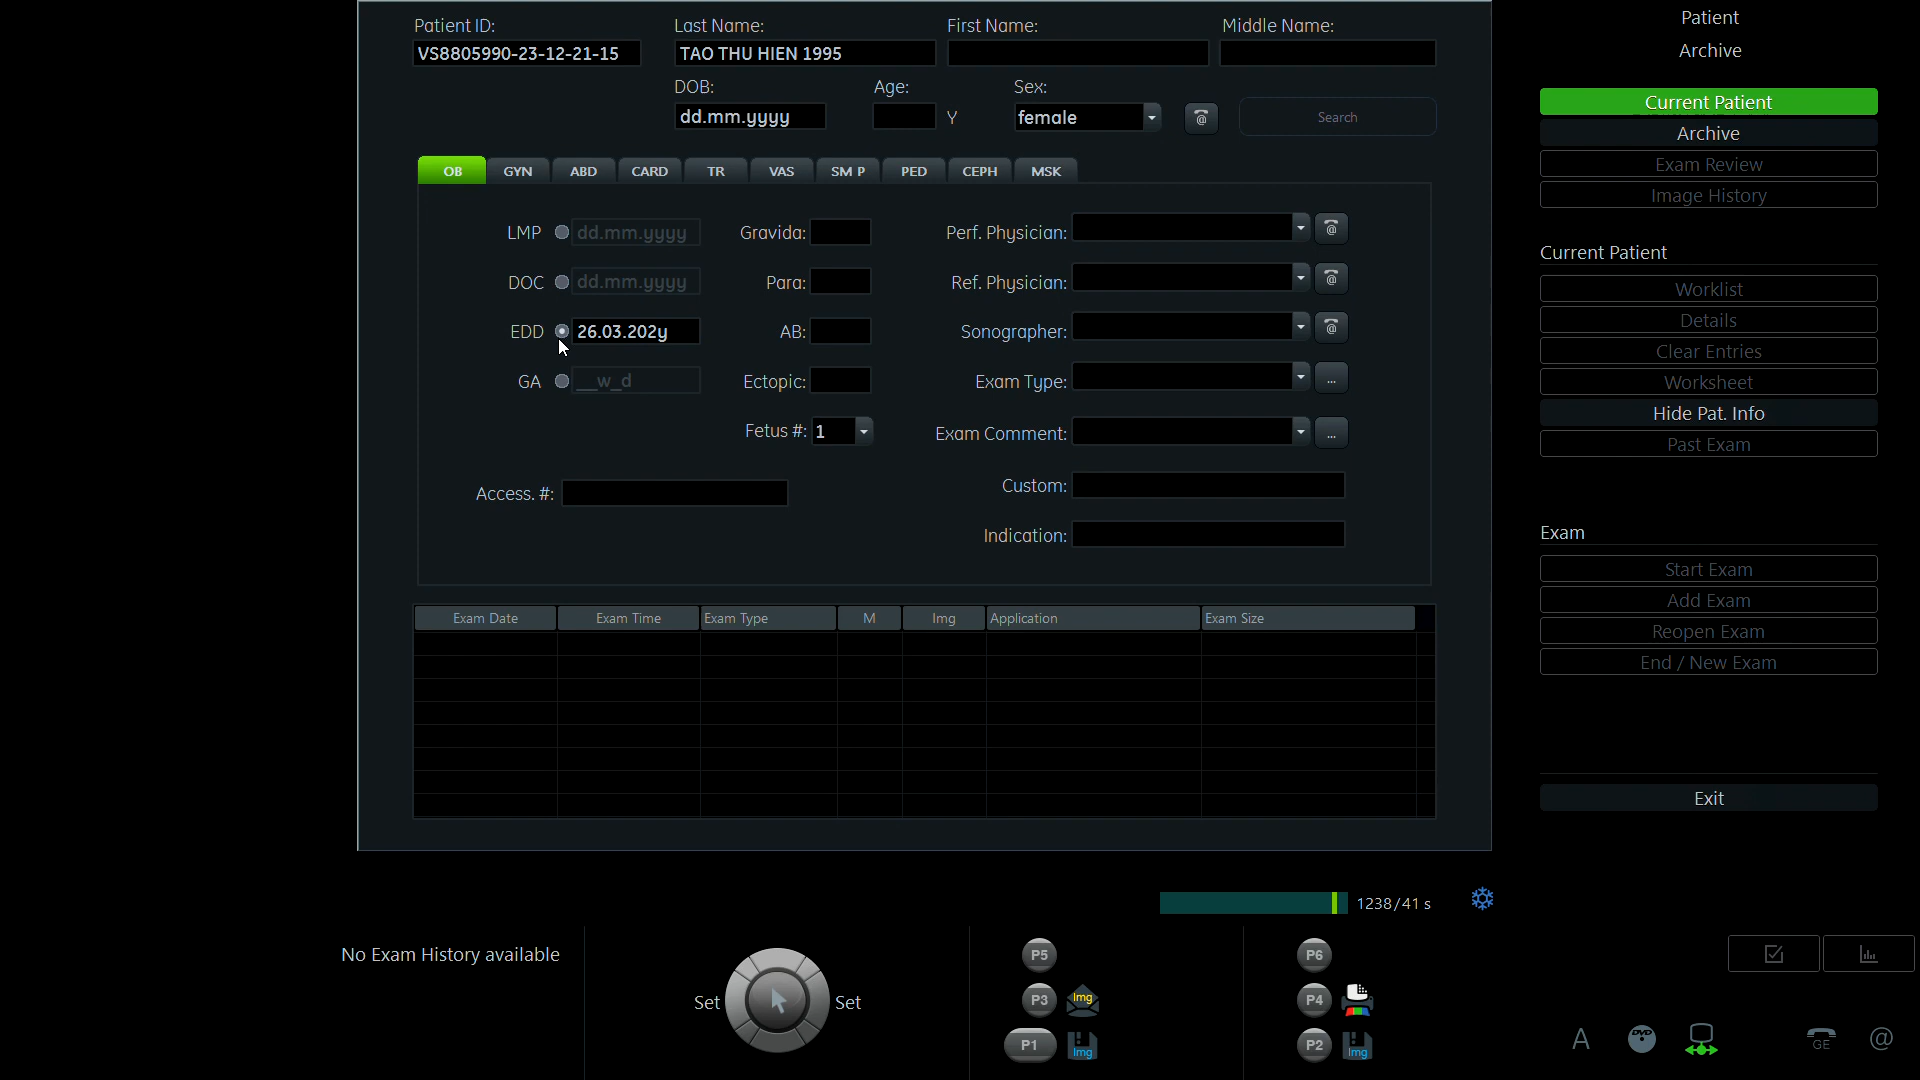 Patient ID: Last Name: First Name: Middle Name:
VS8805990-23-12-21-15 TAO THU HIEN 1995
DOB: Age: Sex:
dd.mm.yyyy Y female @ Search
OB GYN ABD CARD TR VAS SM P PED CEPH MSK
LMP dd.mm.yyyy Gravida: Perf. Physician: @
DOC dd.mm.yyyy Para: Ref. Physician: @
EDD 26.03.202y AB: Sonographer: @
GA __w_d Ectopic: Exam Type: ...
Fetus #: 1 Exam Comment: ...
Access. #: Custom:
Indication:
Exam Date Exam Time Exam Type M Img Application Exam Size
Patient
Archive
Current Patient
Archive
Exam Review
Image History
Current Patient
Worklist
Details
Clear Entries
Worksheet
Hide Pat. Info
Past Exam
Exam
Start Exam
Add Exam
Reopen Exam
End / New Exam
Exit
1238/41 s
No Exam History available
Set Set
P5 P6
P3 Img P4
P1 Img P2 Img
A DVD GE @